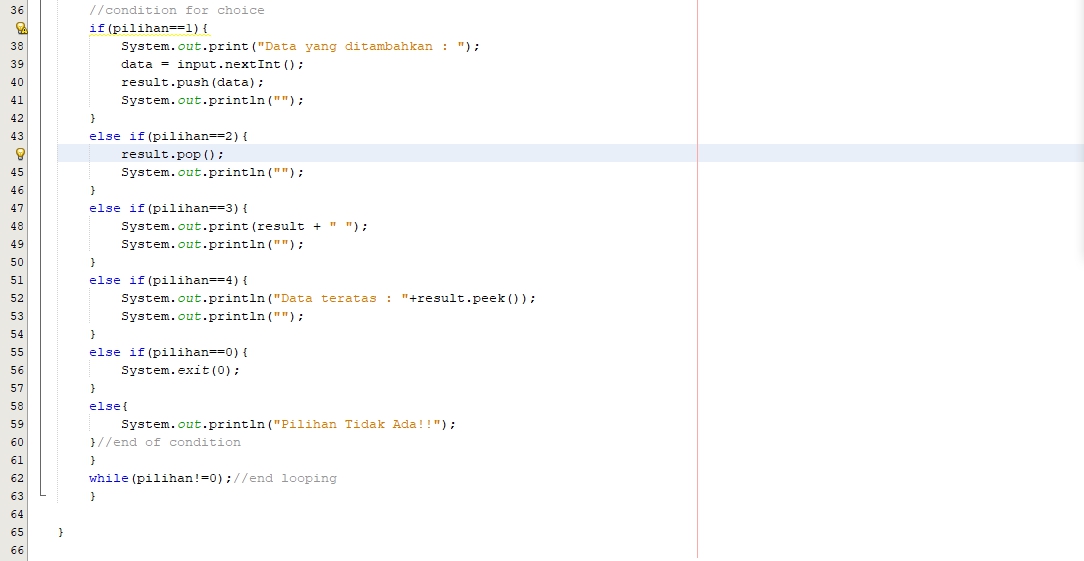 36 //condition for choice
if(pilihan==1){
38 System.out.print("Data yang ditambahkan : ");
39 data = input.nextInt();
40 result.push(data);
41 System.out.println("");
42 }
43 else if(pilihan==2){
result.pop();
45 System.out.println("");
46 }
47 else if(pilihan==3){
48 System.out.print(result + " ");
49 System.out.println("");
50 }
51 else if(pilihan==4){
52 System.out.println("Data teratas : "+result.peek());
53 System.out.println("");
54 }
55 else if(pilihan==0){
56 System.exit(0);
57 }
58 else{
59 System.out.println("Pilihan Tidak Ada!!");
60 }//end of condition
61 }
62 while(pilihan!=0);//end looping
63 }
64
65 }
66